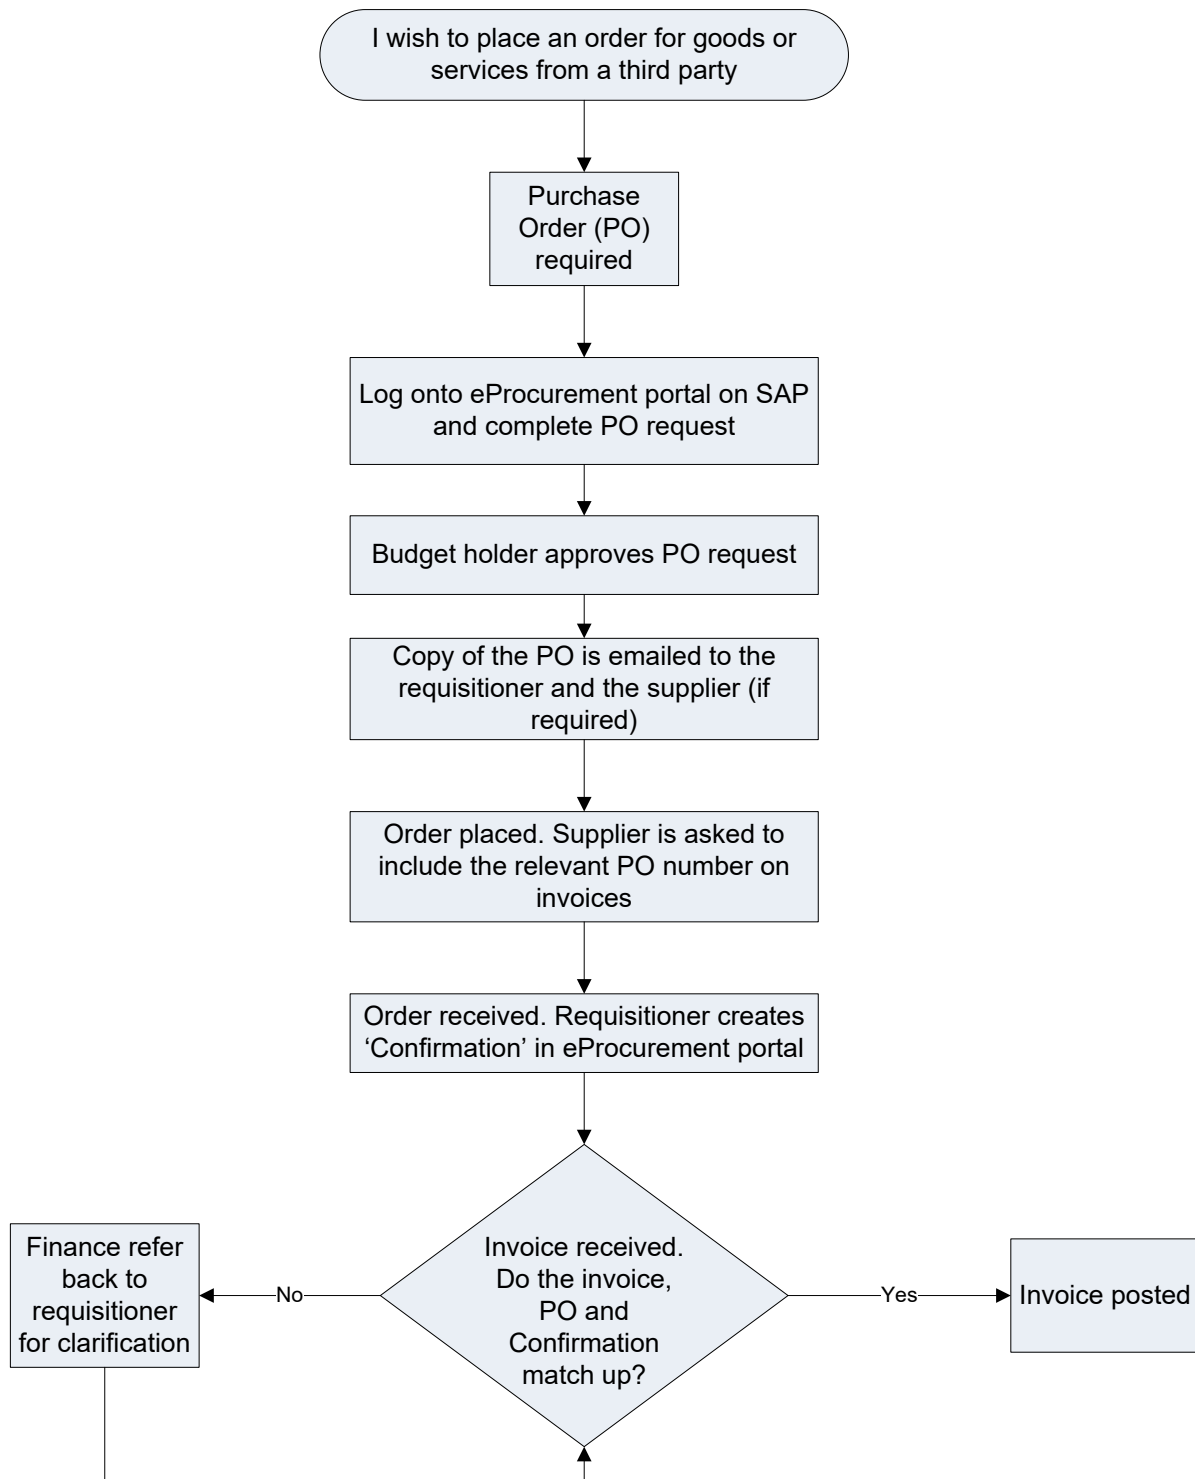 I wish to place an order for goods or
services from a third party
Purchase
Order (PO)
required
Log onto eProcurement portal on SAP
and complete PO request
Budget holder approves PO request
Copy of the PO is emailed to the
requisitioner and the supplier (if
required)
Order placed. Supplier is asked to
include the relevant PO number on
invoices
Order received. Requisitioner creates
‘Confirmation’ in eProcurement portal
Finance refer
back to
requisitioner
for clarification
No
Invoice received.
Do the invoice,
PO and
Confirmation
match up?
Yes
Invoice posted